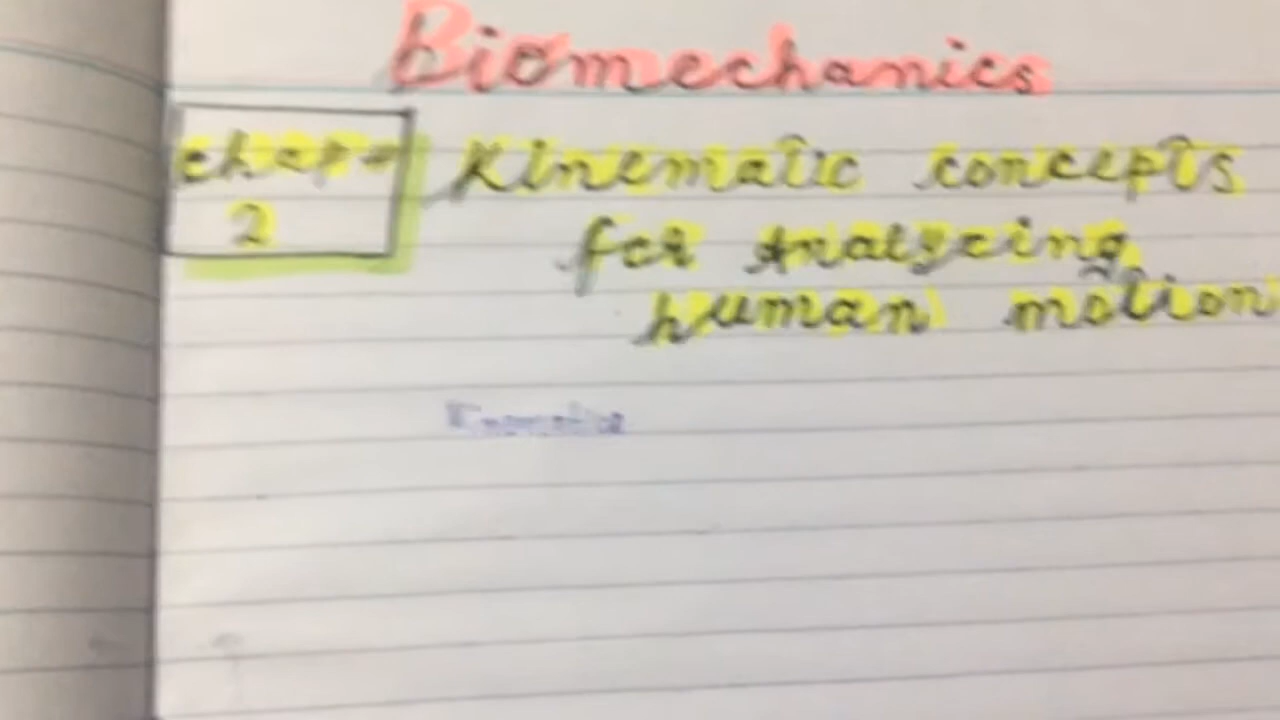 Biomechanics
chap-
2
Kinematic concepts
for Analyzing
human motion